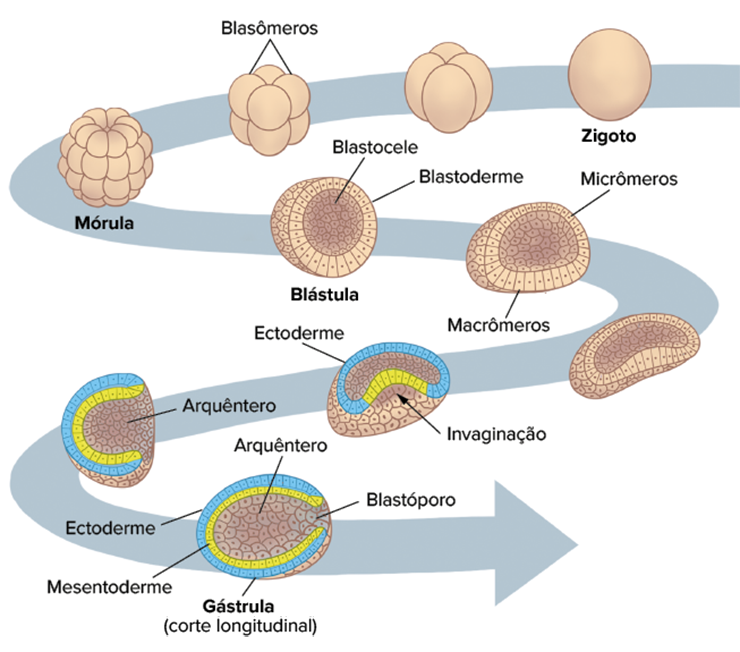 Blasômeros
Zigoto
Mórula
Blastocele
Blastoderme
Micrômeros
Blástula
Macrômeros
Ectoderme
Arquêntero
Invaginação
Arquêntero
Blastóporo
Ectoderme
Mesentoderme
Gástrula
(corte longitudinal)